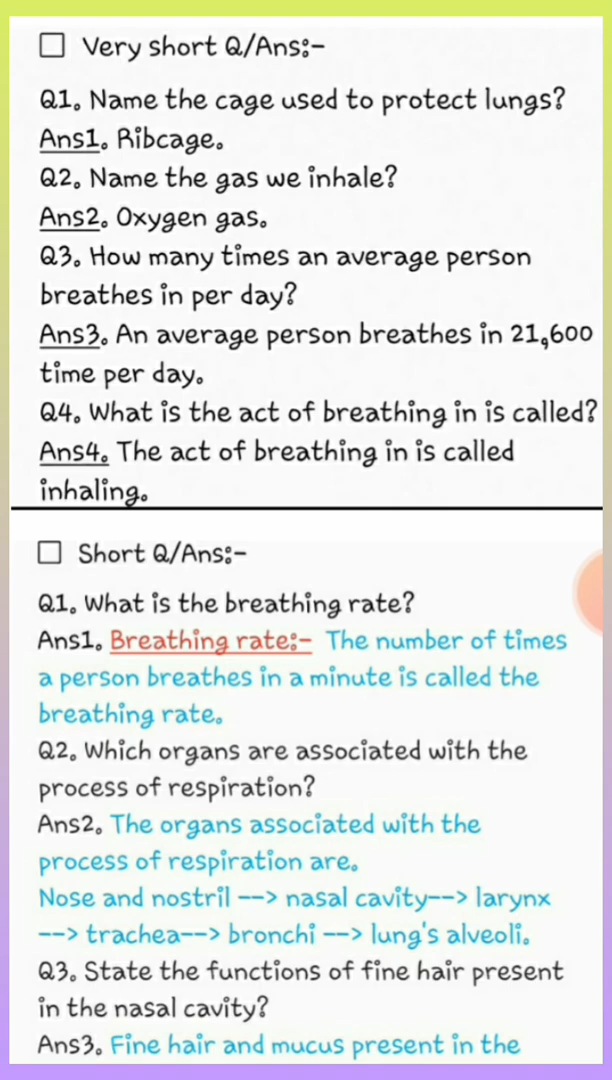 ☐ Very short Q/Ans:-
Q1. Name the cage used to protect lungs?
Ans1. Ribcage.
Q2. Name the gas we inhale?
Ans2. Oxygen gas.
Q3. How many times an average person
breathes in per day?
Ans3. An average person breathes in 21,600
time per day.
Q4. What is the act of breathing in is called?
Ans4. The act of breathing in is called
inhaling.
☐ Short Q/Ans:-
Q1. What is the breathing rate?
Ans1. Breathing rate:- The number of times
a person breathes in a minute is called the
breathing rate.
Q2. Which organs are associated with the
process of respiration?
Ans2. The organs associated with the
process of respiration are.
Nose and nostril --> nasal cavity--> larynx
--> trachea--> bronchi --> lung's alveoli.
Q3. State the functions of fine hair present
in the nasal cavity?
Ans3. Fine hair and mucus present in the